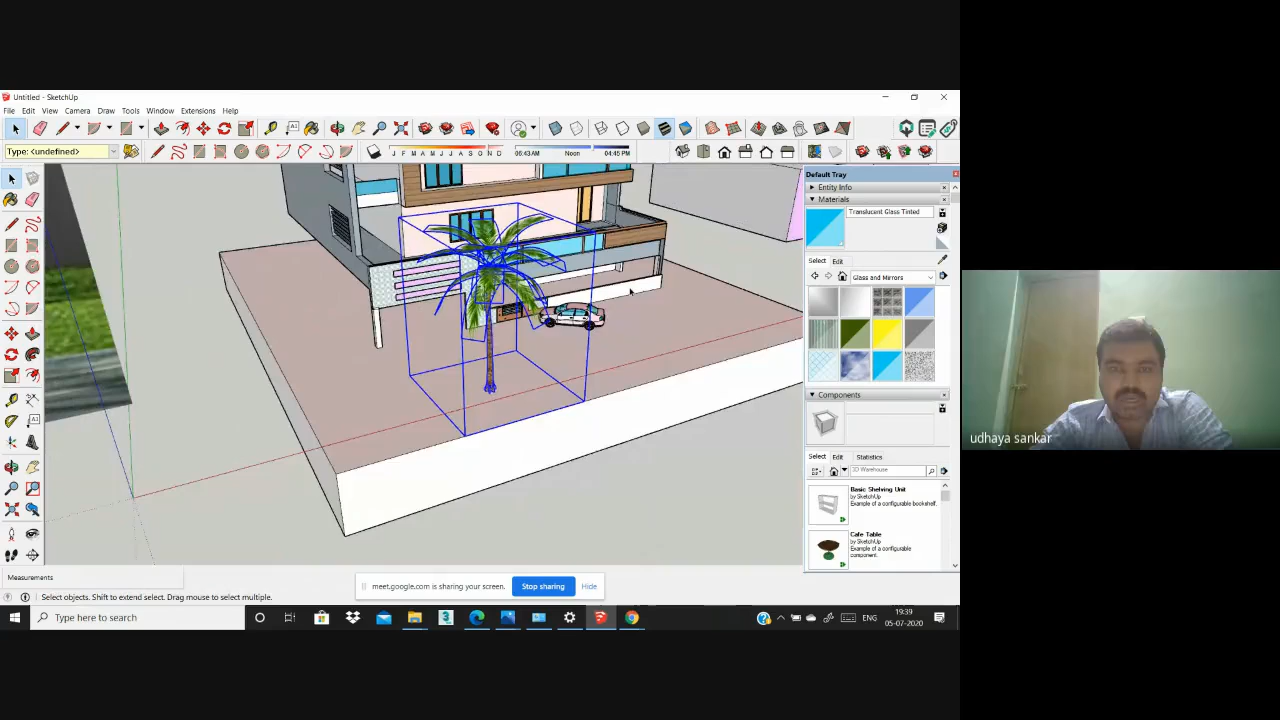 Untitled - SketchUp
File Edit View Camera Draw Tools Window Extensions Help
Type: <undefined>
J F M A M J J A S O N D
06:43 AM Noon 04:45 PM
Default Tray
Entity Info
Materials
Translucent Glass Tinted
Select Edit
Glass and Mirrors
Components
Select Edit Statistics
3D Warehouse
Basic Shelving Unit
by SketchUp
Example of a configurable bookshelf.
Cafe Table
by SketchUp
Example of a configurable
component.
udhaya sankar
Measurements
meet.google.com is sharing your screen. Stop sharing Hide
Select objects. Shift to extend select. Drag mouse to select multiple.
Type here to search
ENG
19:39
05-07-2020